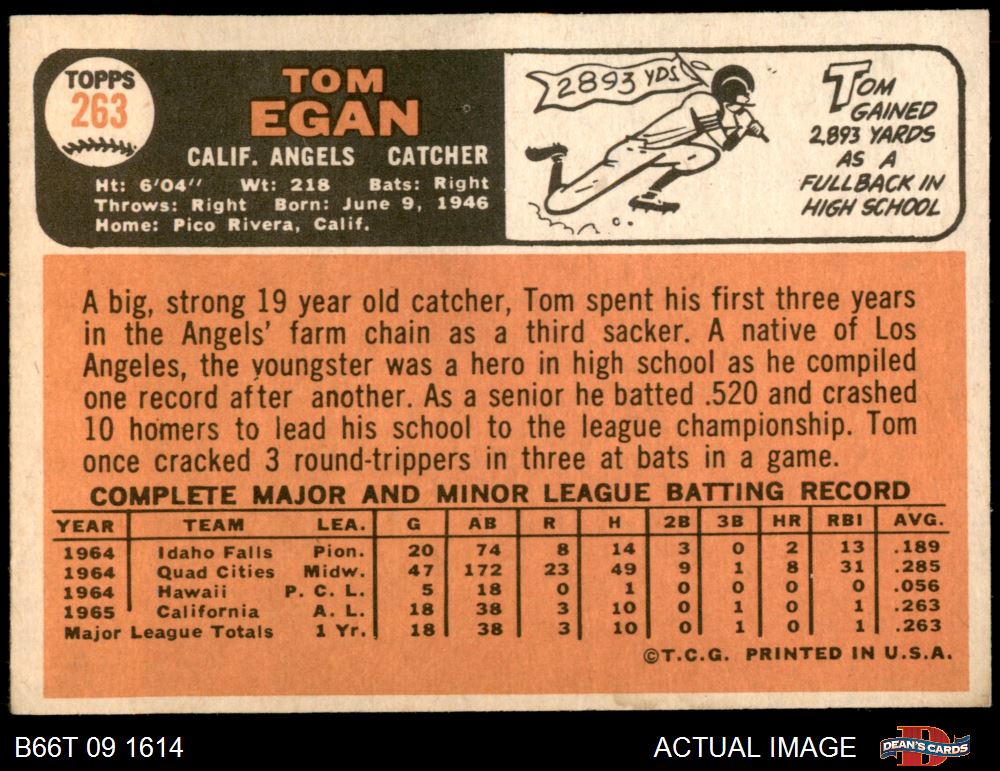 TOPPS
263
TOM
EGAN
CALIF. ANGELS CATCHER
Ht: 6'04" Wt: 218 Bats: Right
Throws: Right Born: June 9, 1946
Home: Pico Rivera, Calif.
2893 YDS.
TOM
GAINED
2,893 YARDS
AS A
FULLBACK IN
HIGH SCHOOL
A big, strong 19 year old catcher, Tom spent his first three years
in the Angels' farm chain as a third sacker. A native of Los
Angeles, the youngster was a hero in high school as he compiled
one record after another. As a senior he batted .520 and crashed
10 homers to lead his school to the league championship. Tom
once cracked 3 round-trippers in three at bats in a game.
COMPLETE MAJOR AND MINOR LEAGUE BATTING RECORD
YEAR TEAM LEA. G AB R H 2B 3B HR RBI AVG.
1964 Idaho Falls Pion. 20 74 8 14 3 0 2 13 .189
1964 Quad Cities Midw. 47 172 23 49 9 1 8 31 .285
1964 Hawaii P. C. L. 5 18 0 1 0 0 0 0 .056
1965 California A. L. 18 38 3 10 0 1 0 1 .263
Major League Totals 1 Yr. 18 38 3 10 0 1 0 1 .263
©T.C.G. PRINTED IN U.S.A.
B66T 09 1614 ACTUAL IMAGE DEAN'S CARDS